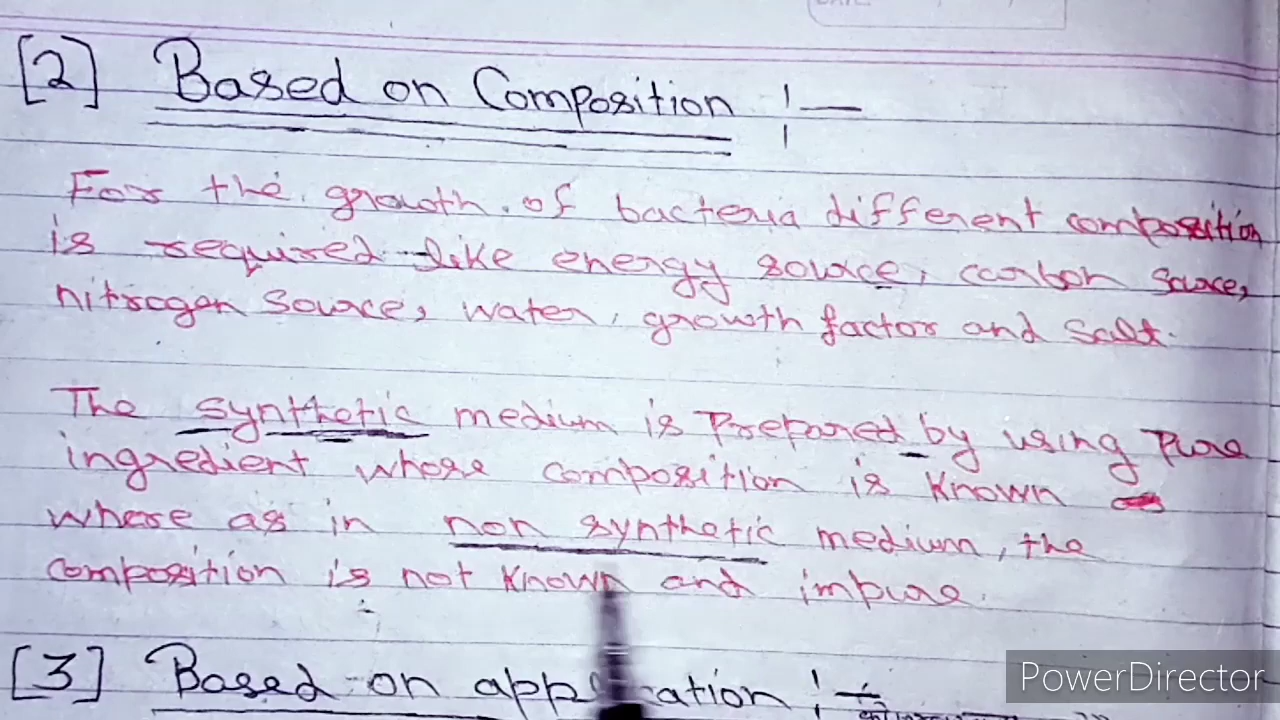 [2] Based on Composition :—
For the growth of bacteria different composition
is required like energy source, carbon source,
nitrogen source, water, growth factor and salt.
The synthetic medium is prepared by using pure
ingredient whose composition is known
where as in non synthetic medium, the
composition is not known and impure.
[3] Based on application :—
PowerDirector